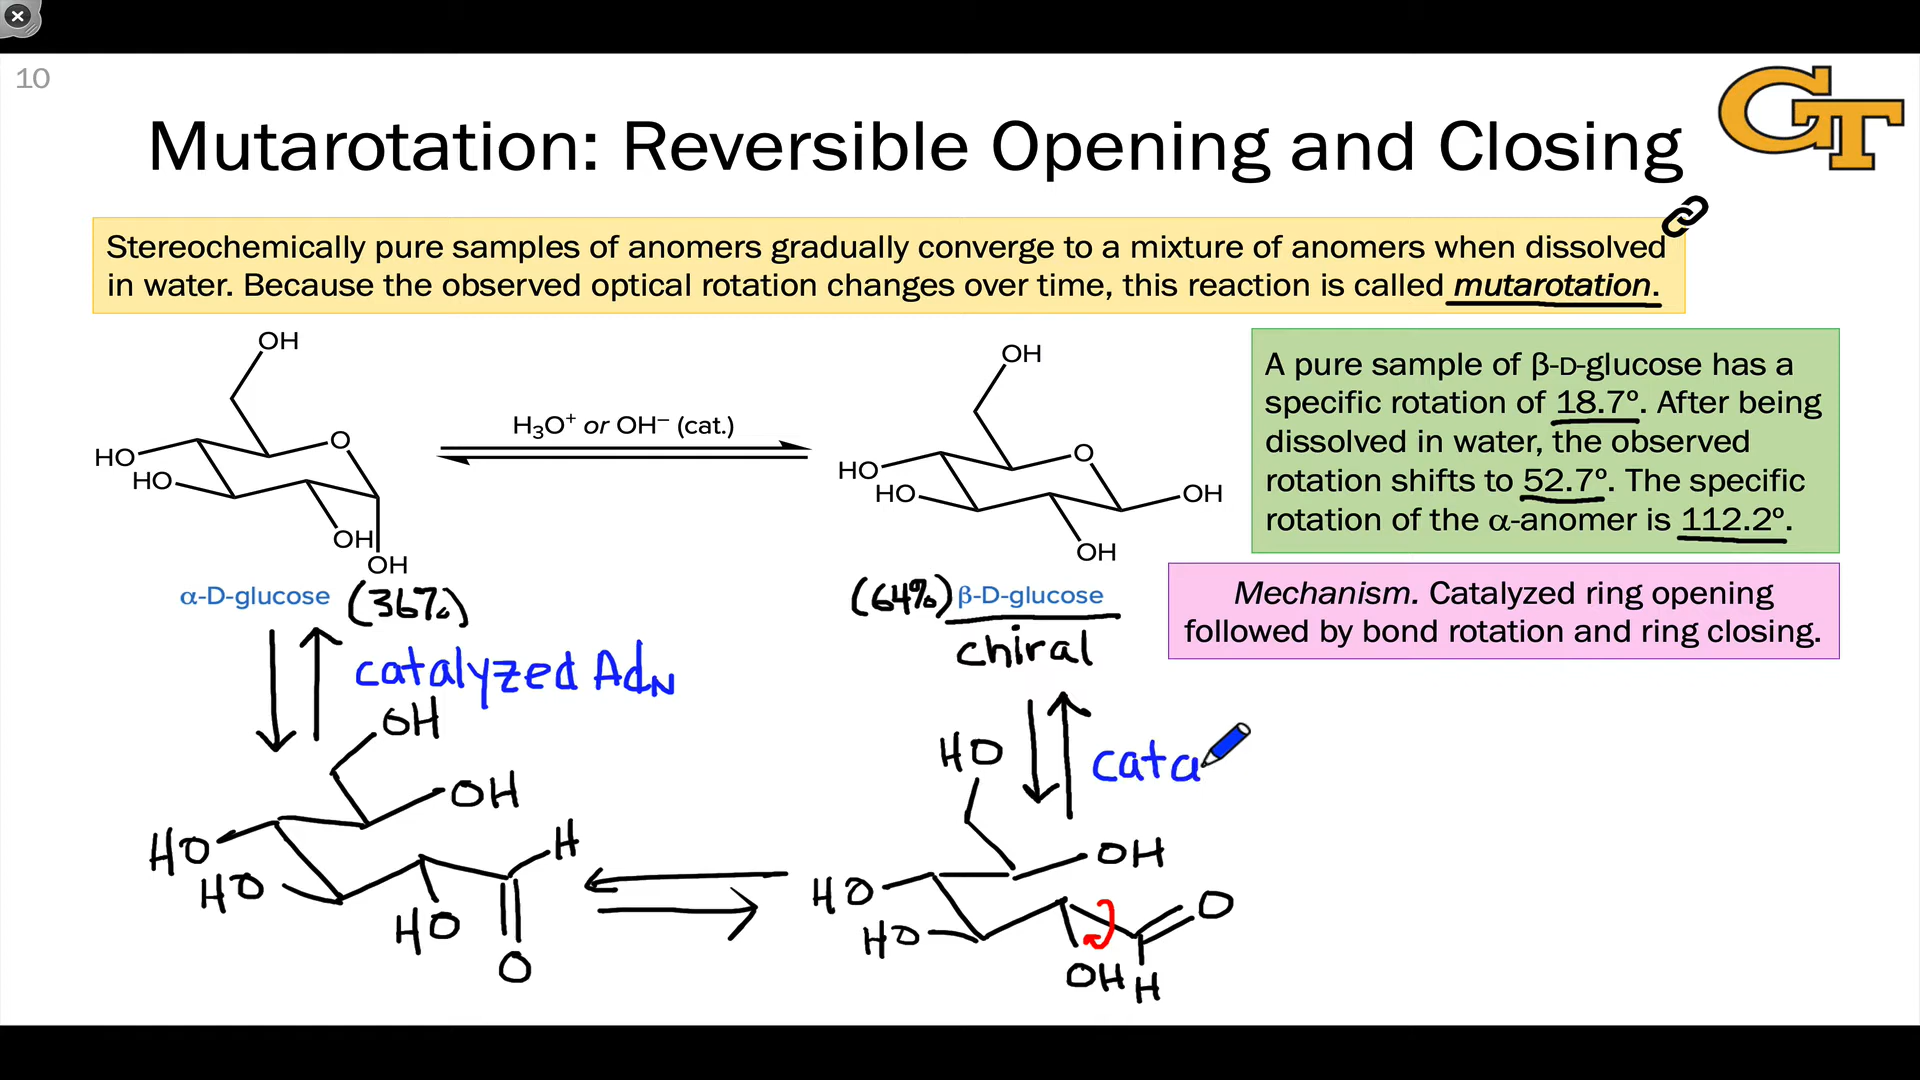 10
Mutarotation: Reversible Opening and Closing
GT
Stereochemically pure samples of anomers gradually converge to a mixture of anomers when dissolved
in water. Because the observed optical rotation changes over time, this reaction is called mutarotation.
OH
O
HO
HO
OH
OH
H₃O⁺ or OH⁻ (cat.)
OH
O
HO
HO
OH
OH
A pure sample of β-D-glucose has a
specific rotation of 18.7º. After being
dissolved in water, the observed
rotation shifts to 52.7º. The specific
rotation of the α-anomer is 112.2º.
α-D-glucose (36%)
(64%) β-D-glucose
chiral
Mechanism. Catalyzed ring opening
followed by bond rotation and ring closing.
catalyzed Ad_N
OH
OH
HO
HO
H
HO
O
cata
HO
OH
HO
HO
O
OH
H